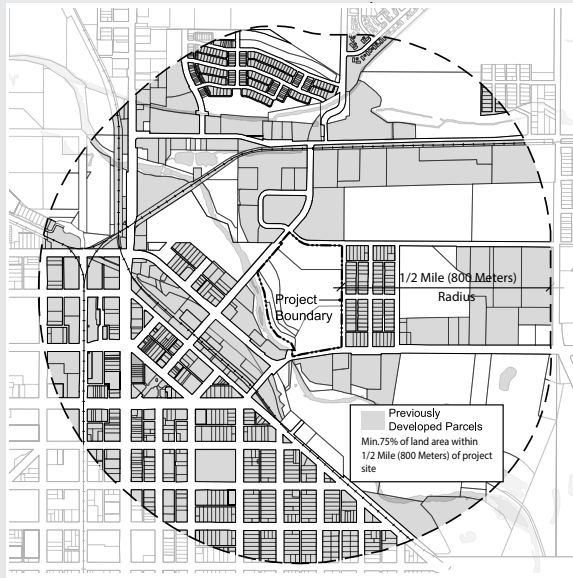 1/2 Mile (800 Meters)
Radius
Project
Boundary
Previously
Developed Parcels
Min.75% of land area within
1/2 Mile (800 Meters) of project
site